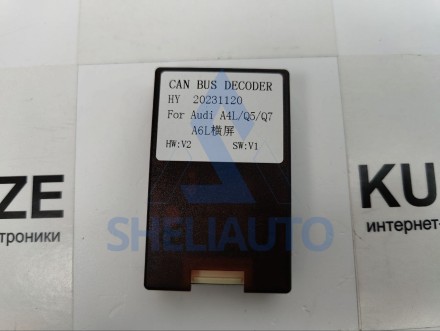 CAN BUS DECODER
HY 20231120
For Audi A4L/Q5/Q7
A6L横屏
HW:V2 SW:V1
SHELIAUTO
ZE
троники
KU
интернет-